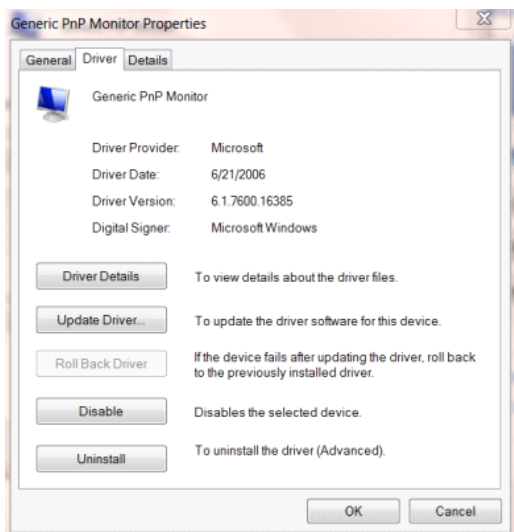 Generic PnP Monitor Properties
General Driver Details
Generic PnP Monitor
Driver Provider: Microsoft
Driver Date: 6/21/2006
Driver Version: 6.1.7600.16385
Digital Signer: Microsoft Windows
Driver Details To view details about the driver files.
Update Driver... To update the driver software for this device.
Roll Back Driver If the device fails after updating the driver, roll back
to the previously installed driver.
Disable Disables the selected device.
Uninstall To uninstall the driver (Advanced).
OK Cancel